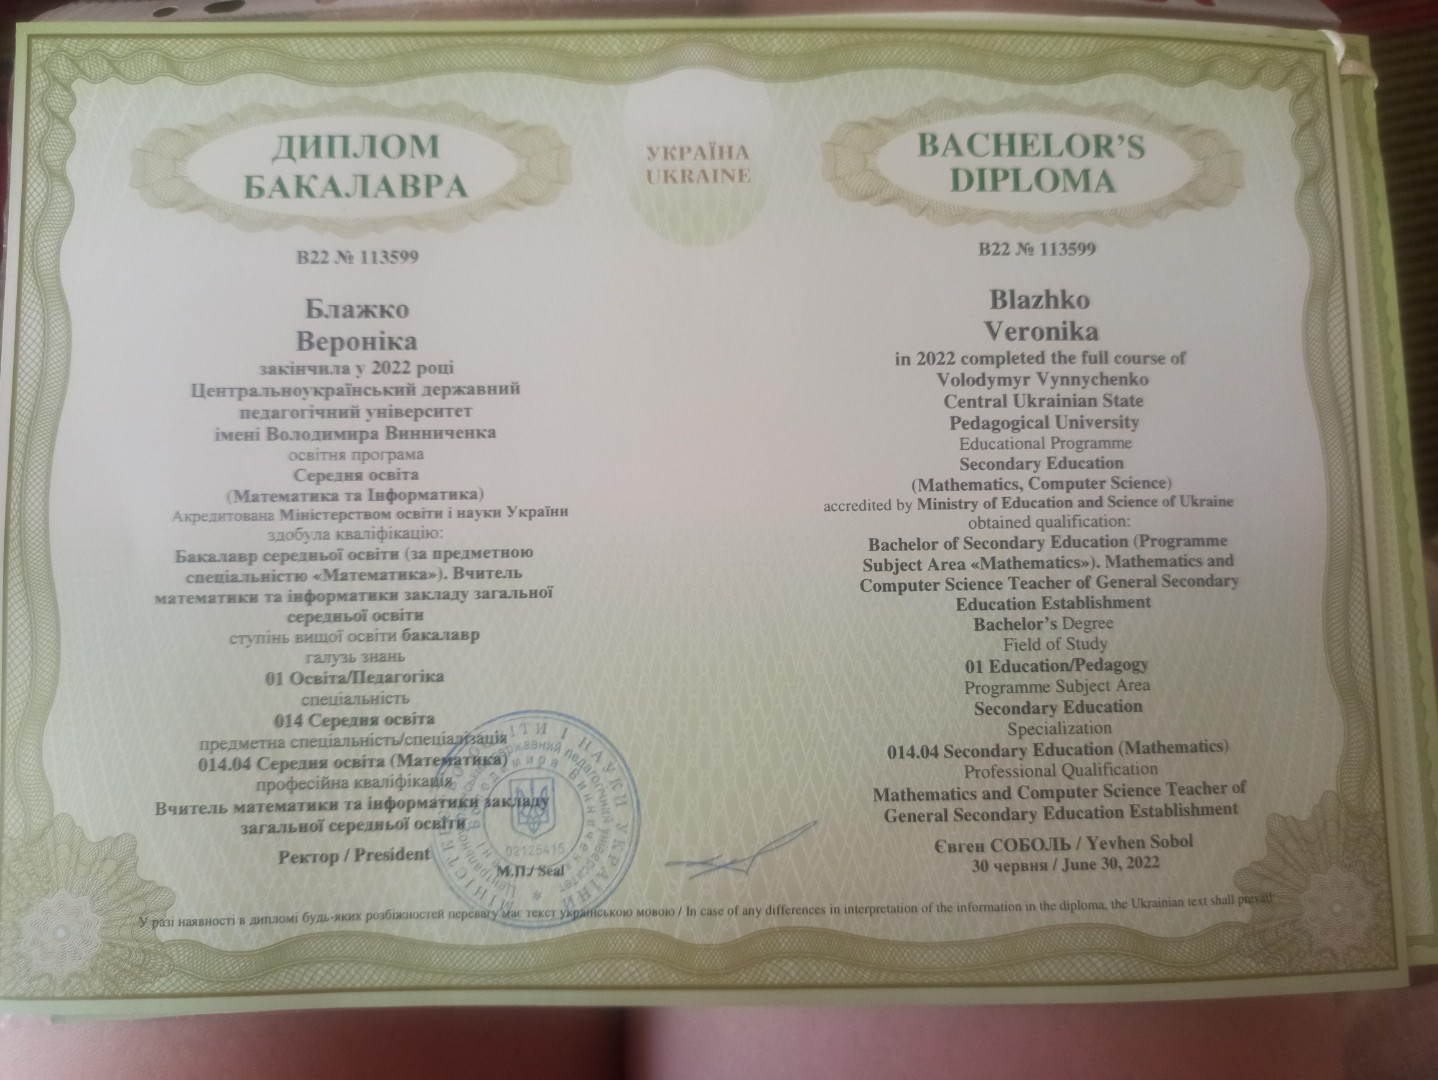 ДИПЛОМ
БАКАЛАВРА
В22 № 113599
Блажко
Вероніка
закінчила у 2022 році
Центральноукраїнський державний
педагогічний університет
імені Володимира Винниченка
освітня програма
Середня освіта
(Математика та Інформатика)
Акредитована Міністерством освіти і науки України
здобула кваліфікацію:
Бакалавр середньої освіти (за предметною
спеціальністю «Математика»). Вчитель
математики та інформатики закладу загальної
середньої освіти
ступінь вищої освіти бакалавр
галузь знань
01 Освіта/Педагогіка
спеціальність
014 Середня освіта
предметна спеціальність/спеціалізація
014.04 Середня освіта (Математика)
професійна кваліфікація
Вчитель математики та інформатики закладу
загальної середньої освіти
Ректор / President
М.П./ Seal
02125415
УКРАЇНА
UKRAINE
BACHELOR’S
DIPLOMA
B22 № 113599
Blazhko
Veronika
in 2022 completed the full course of
Volodymyr Vynnychenko
Central Ukrainian State
Pedagogical University
Educational Programme
Secondary Education
(Mathematics, Computer Science)
accredited by Ministry of Education and Science of Ukraine
obtained qualification:
Bachelor of Secondary Education (Programme
Subject Area «Mathematics»). Mathematics and
Computer Science Teacher of General Secondary
Education Establishment
Bachelor’s Degree
Field of Study
01 Education/Pedagogy
Programme Subject Area
Secondary Education
Specialization
014.04 Secondary Education (Mathematics)
Professional Qualification
Mathematics and Computer Science Teacher of
General Secondary Education Establishment
Євген СОБОЛЬ / Yevhen Sobol
30 червня / June 30, 2022
У разі наявності в дипломі будь-яких розбіжностей перевагу має текст українською мовою / In case of any differences in interpretation of the information in the diploma, the Ukrainian text shall prevail